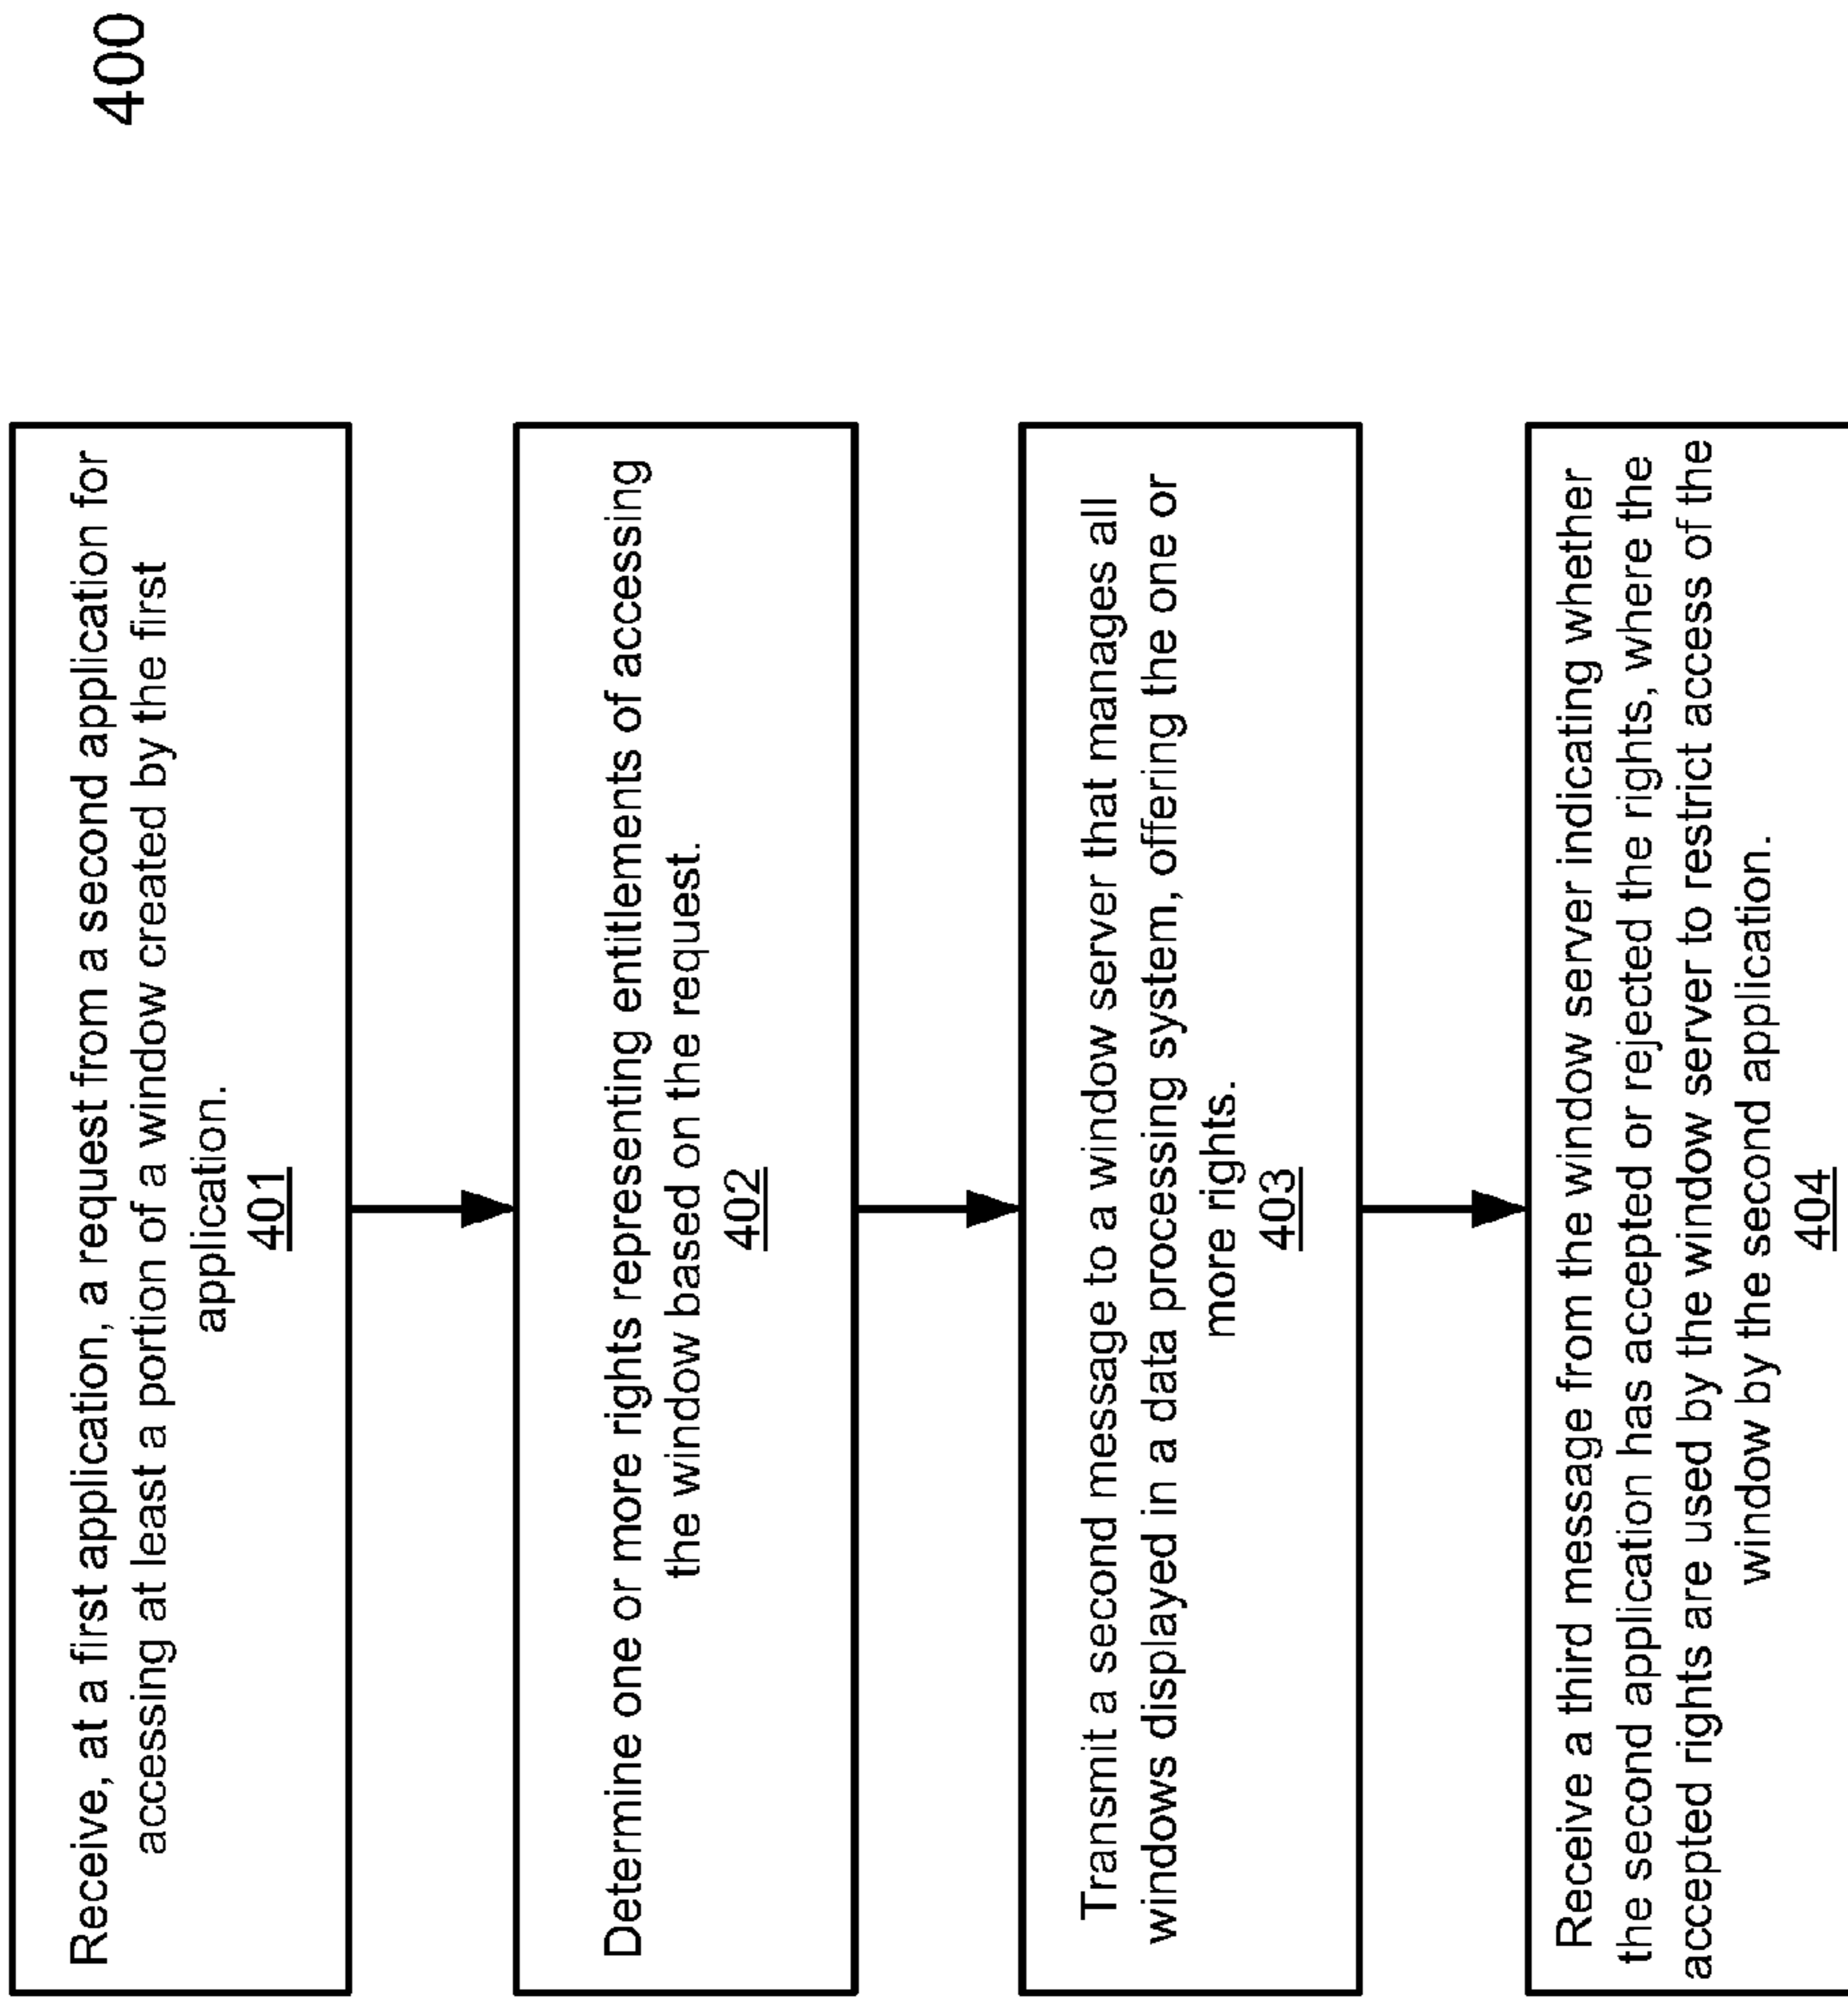 400
Receive, at a first application, a request from a second application for
accessing at least a portion of a window created by the first
application.
401
Determine one or more rights representing entitlements of accessing
the window based on the request.
402
Transmit a second message to a window server that manages all
windows displayed in a data processing system, offering the one or
more rights.
403
Receive a third message from the window server indicating whether
the second application has accepted or rejected the rights, where the
accepted rights are used by the window server to restrict access of the
window by the second application.
404